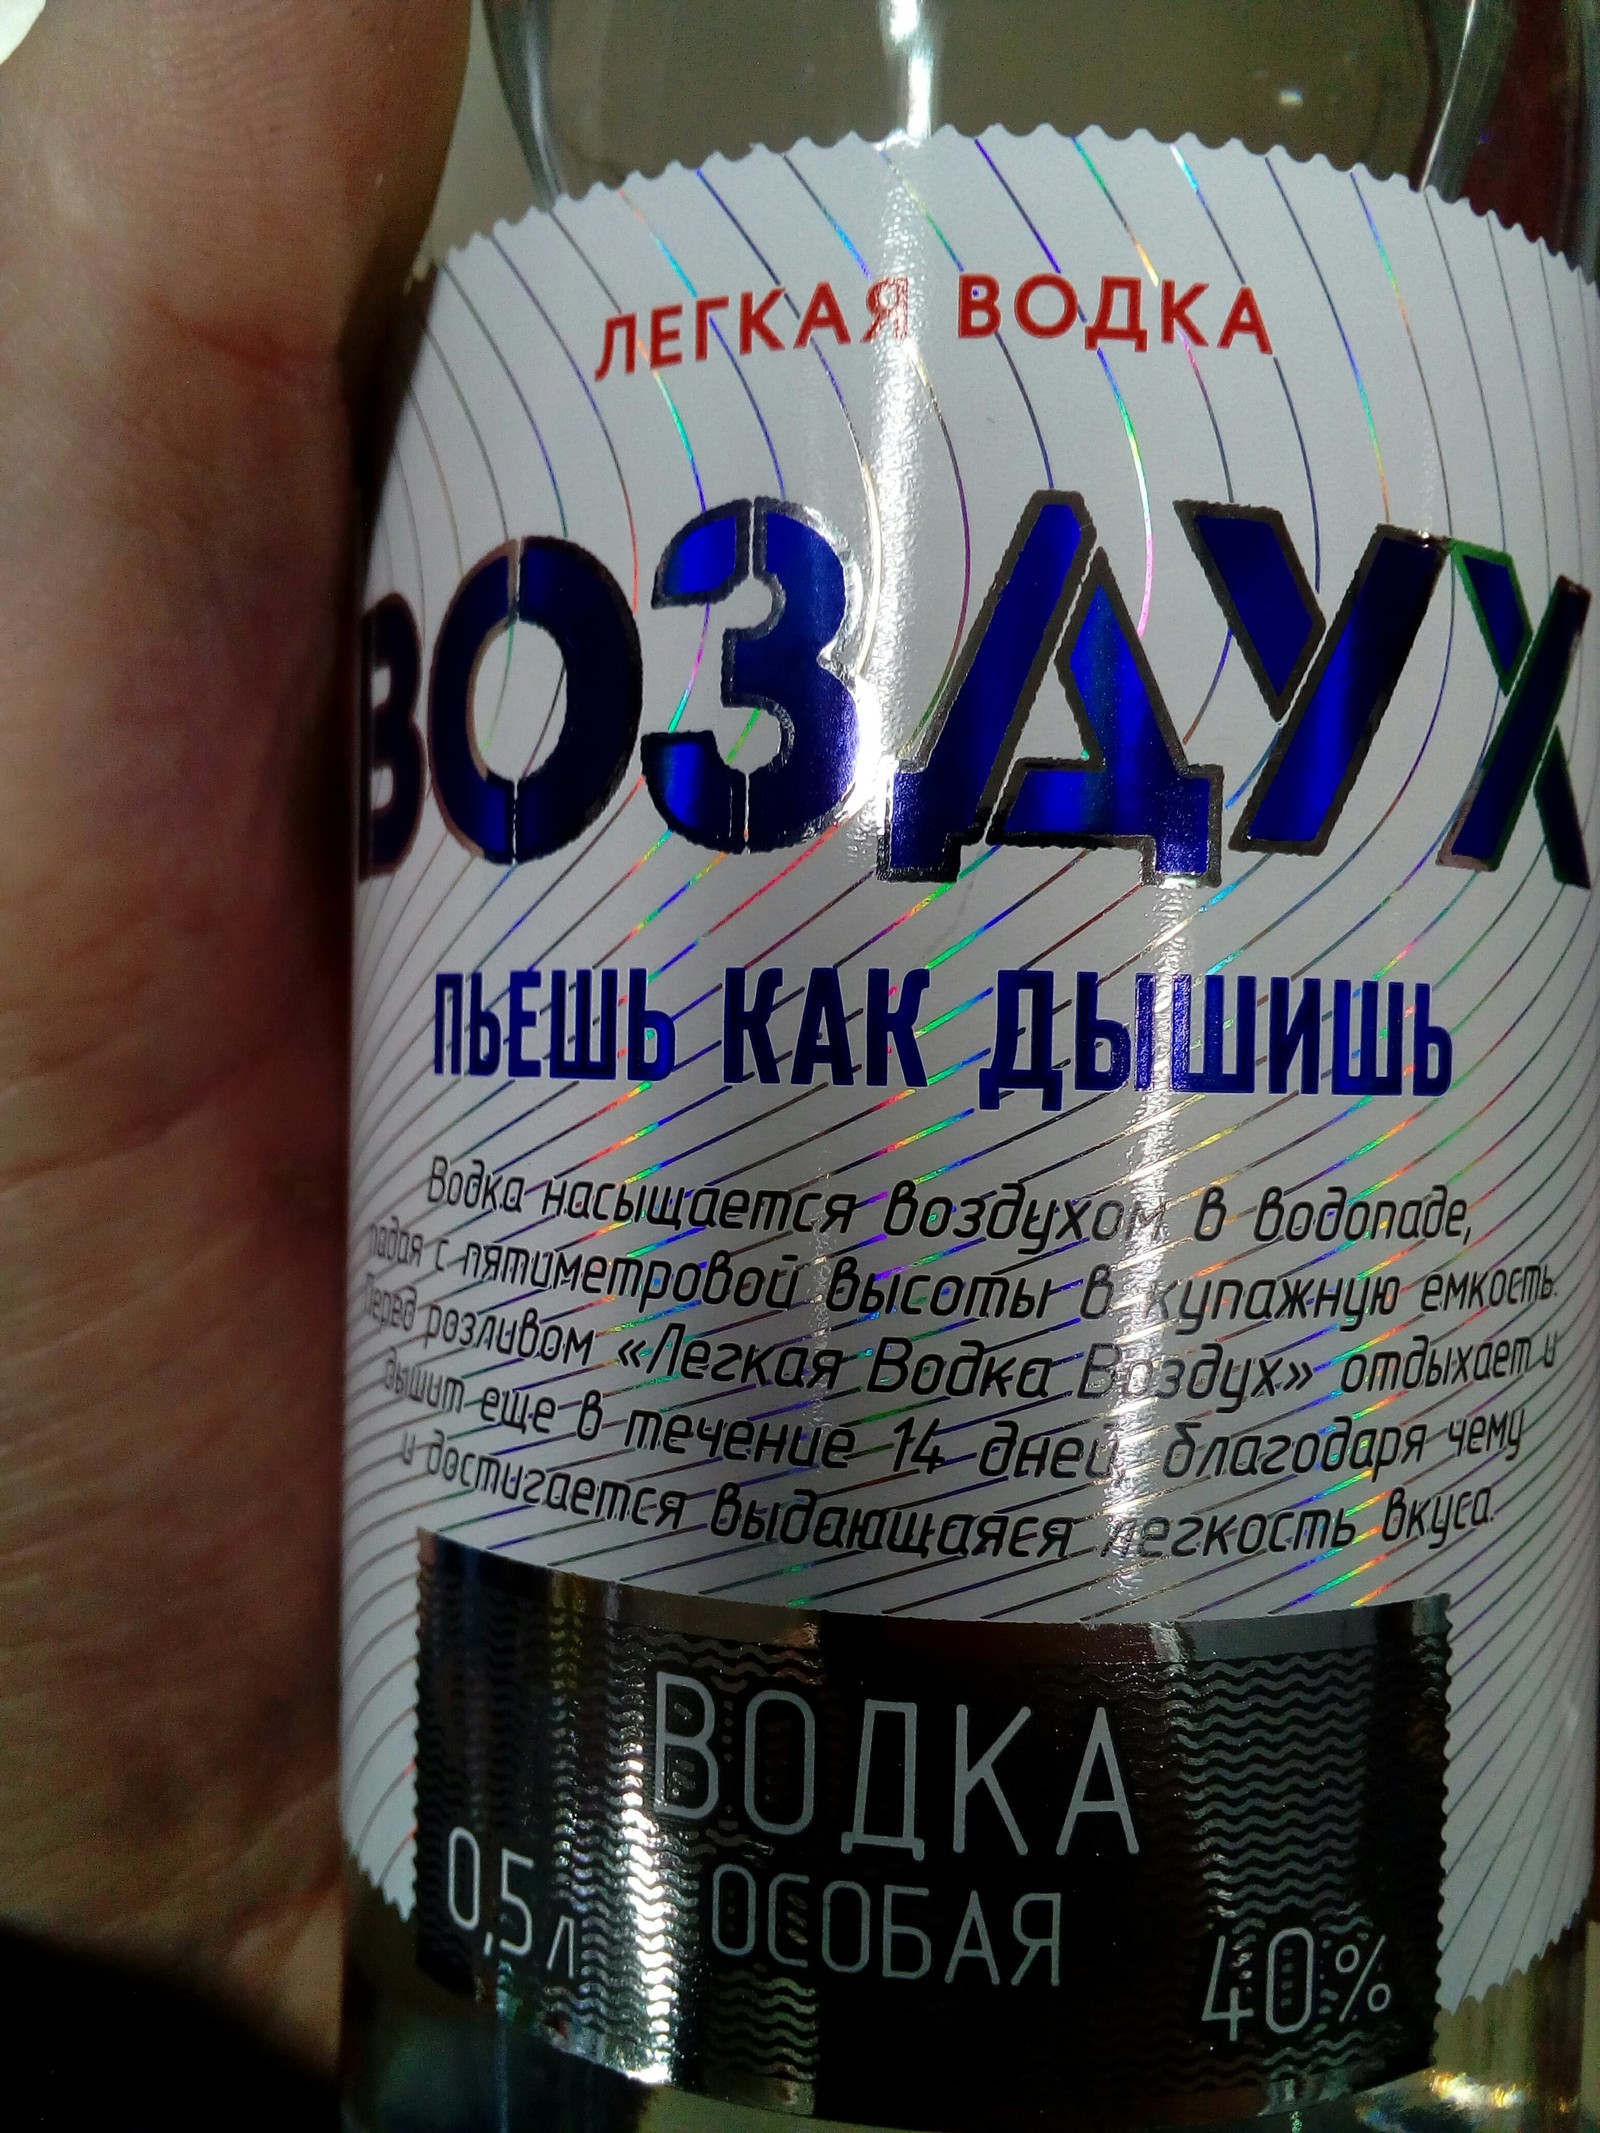 ЛЕГКАЯ ВОДКА
ВОЗДУХ
ПЬЕШЬ КАК ДЫШИШЬ
Водка насыщается воздухом в водопаде,
падая с пятиметровой высоты в купажную емкость.
Перед розливом «Легкая Водка Воздух» отдыхает и
дышит еще в течение 14 дней, благодаря чему
и достигается выдающаяся легкость вкуса.
ВОДКА
ОСОБАЯ
0,5 л
40%